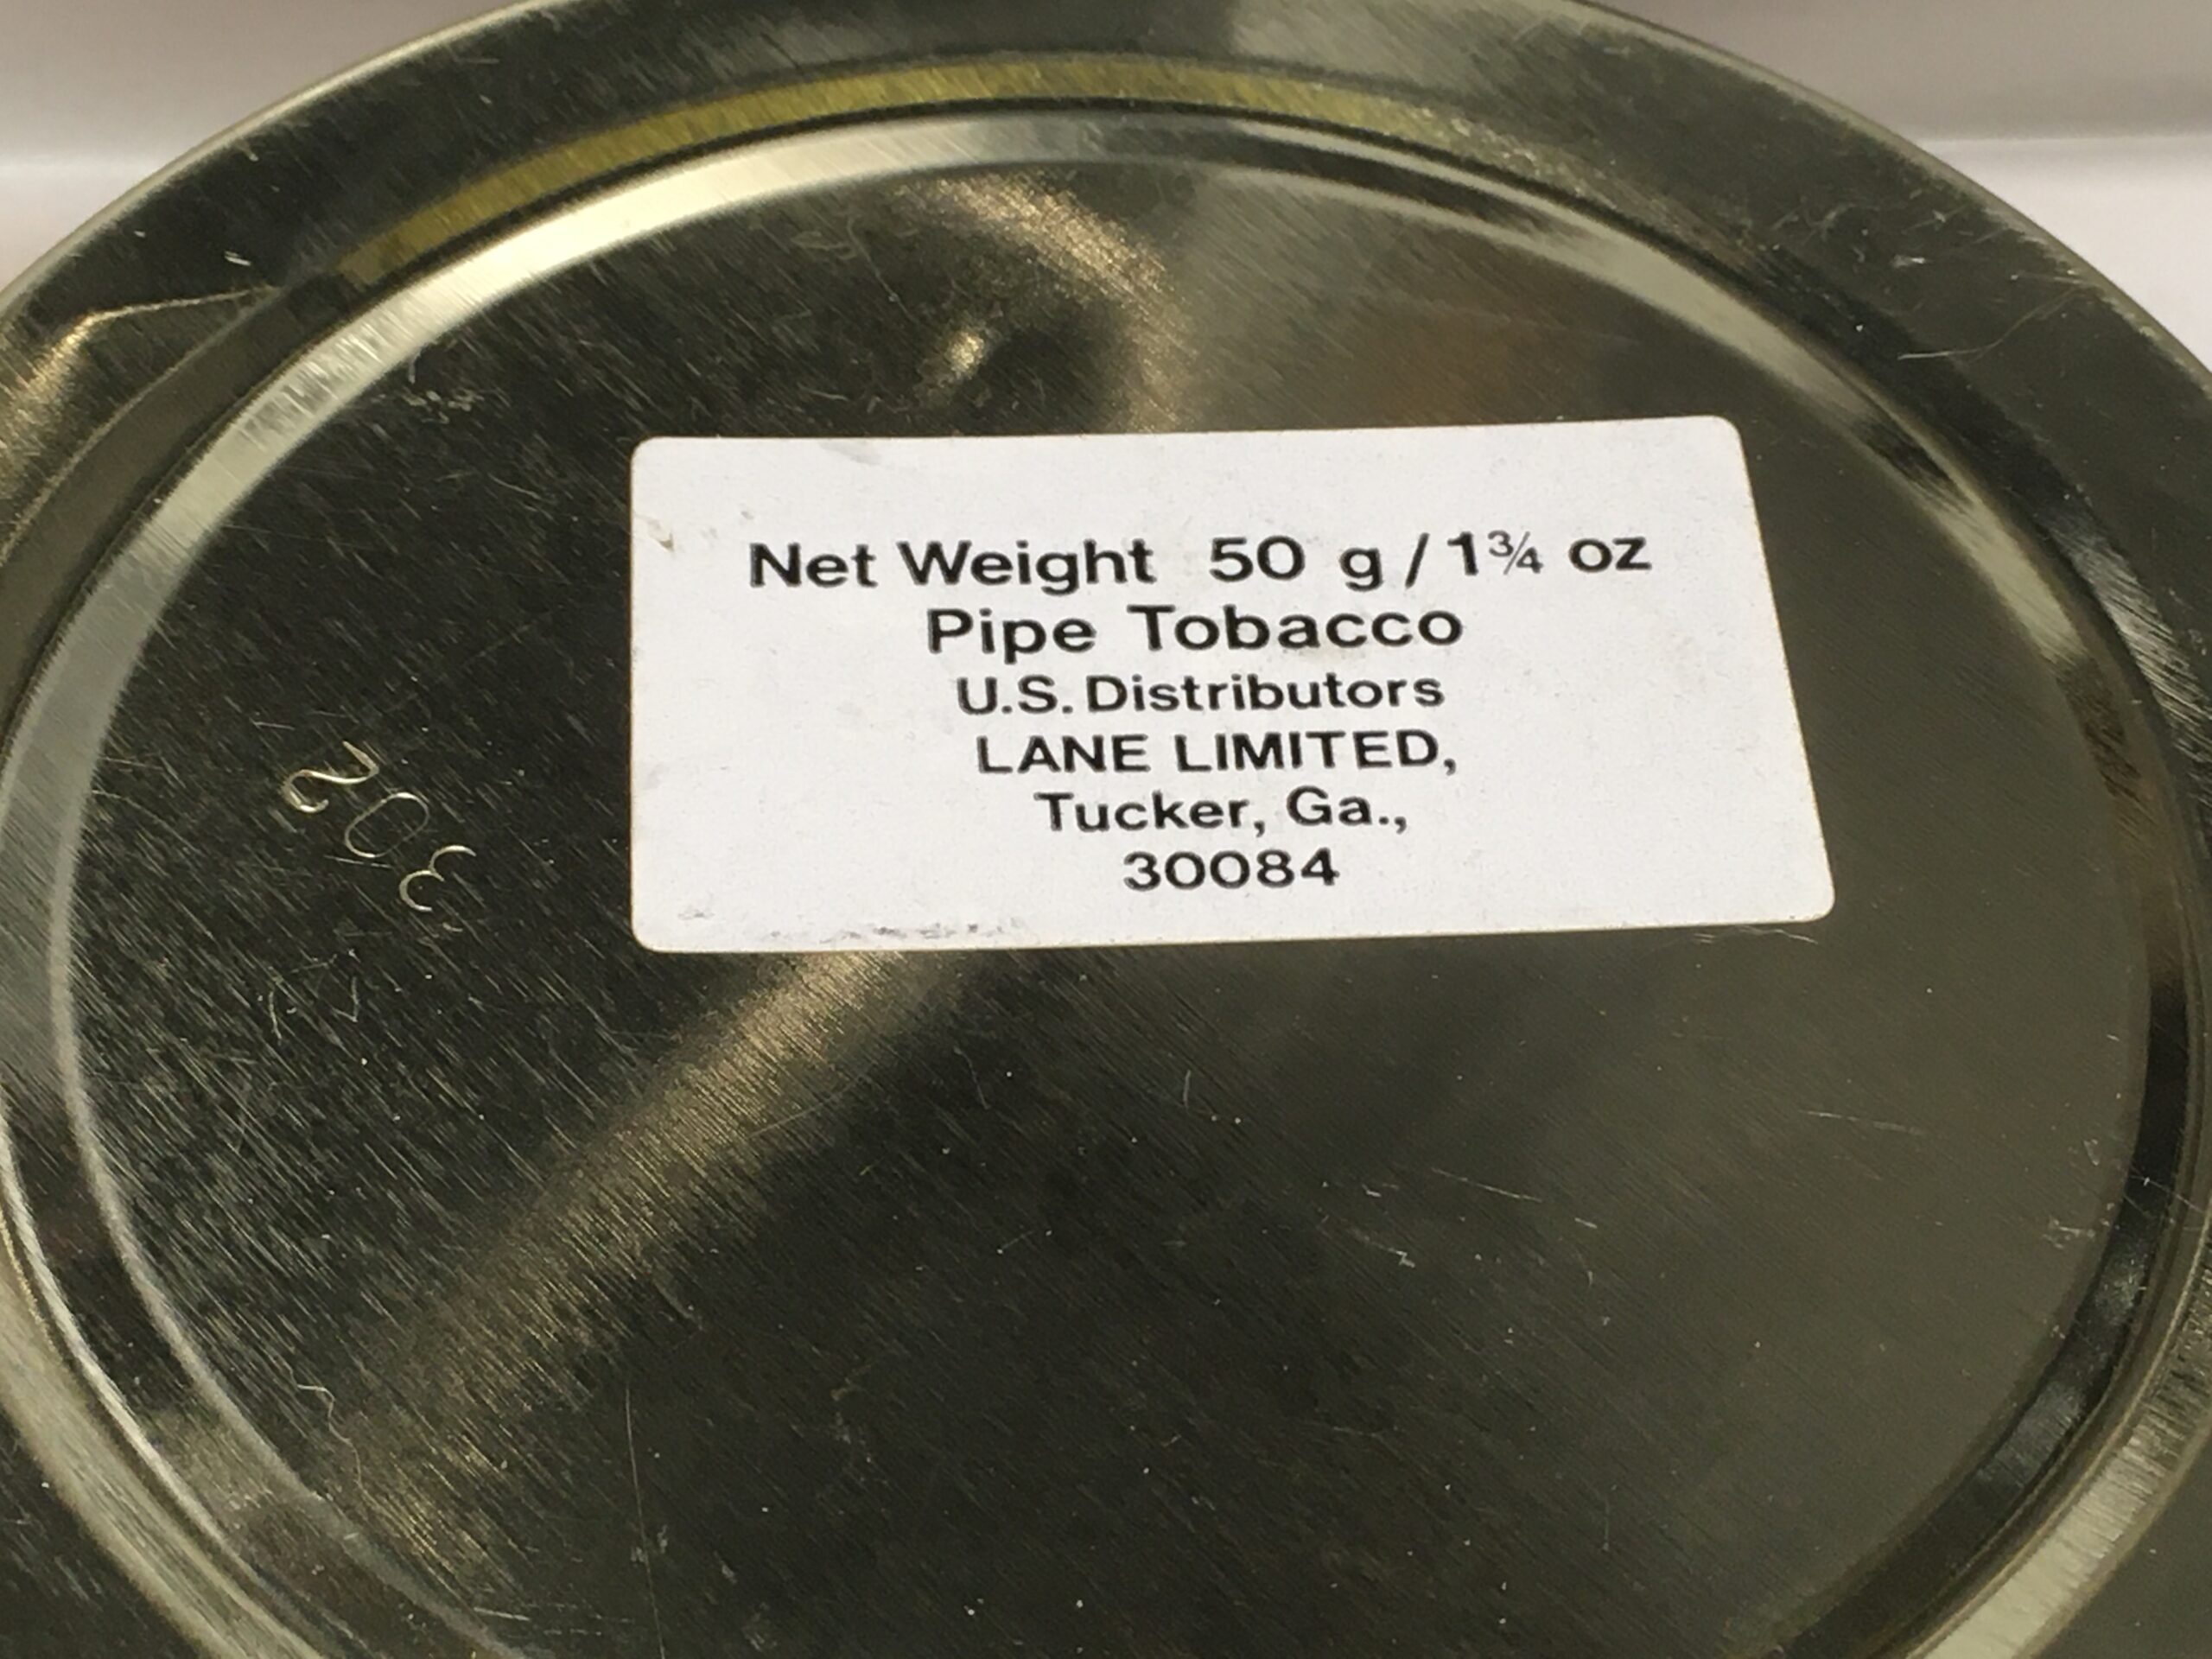 Net Weight 50 g / 1¾ oz
Pipe Tobacco
U.S. Distributors
LANE LIMITED,
Tucker, Ga.,
30084
302